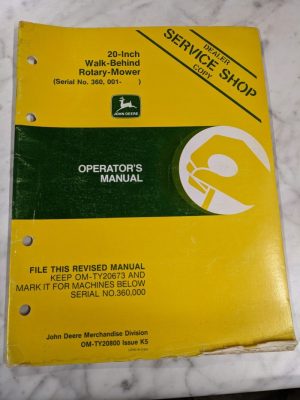 20-Inch
Walk-Behind
Rotary-Mower
(Serial No. 360, 001- )
DEALER
SERVICE SHOP
COPY
JOHN DEERE
OPERATOR'S
MANUAL
FILE THIS REVISED MANUAL
KEEP OM-TY20673 AND
MARK IT FOR MACHINES BELOW
SERIAL NO.360,000
John Deere Merchandise Division
OM-TY20800 Issue K5